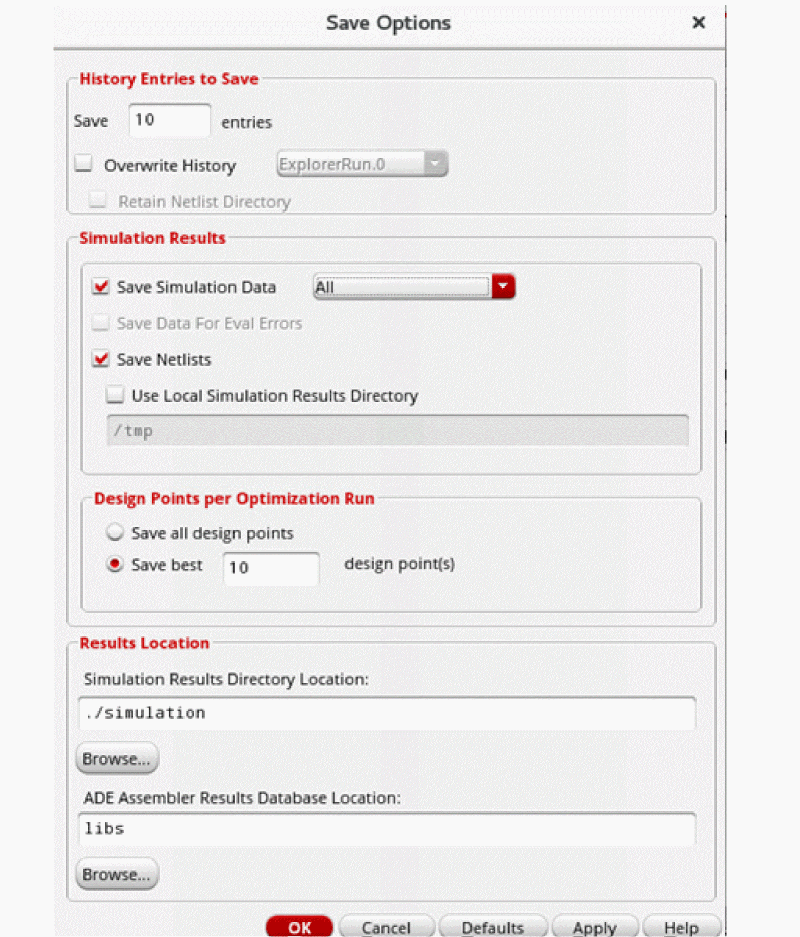 Save Options
History Entries to Save
Save 10 entries
Overwrite History ExplorerRun.0
Retain Netlist Directory
Simulation Results
Save Simulation Data All
Save Data For Eval Errors
Save Netlists
Use Local Simulation Results Directory
/tmp
Design Points per Optimization Run
Save all design points
Save best 10 design point(s)
Results Location
Simulation Results Directory Location:
./simulation
Browse...
ADE Assembler Results Database Location:
libs
Browse...
OK Cancel Defaults Apply Help